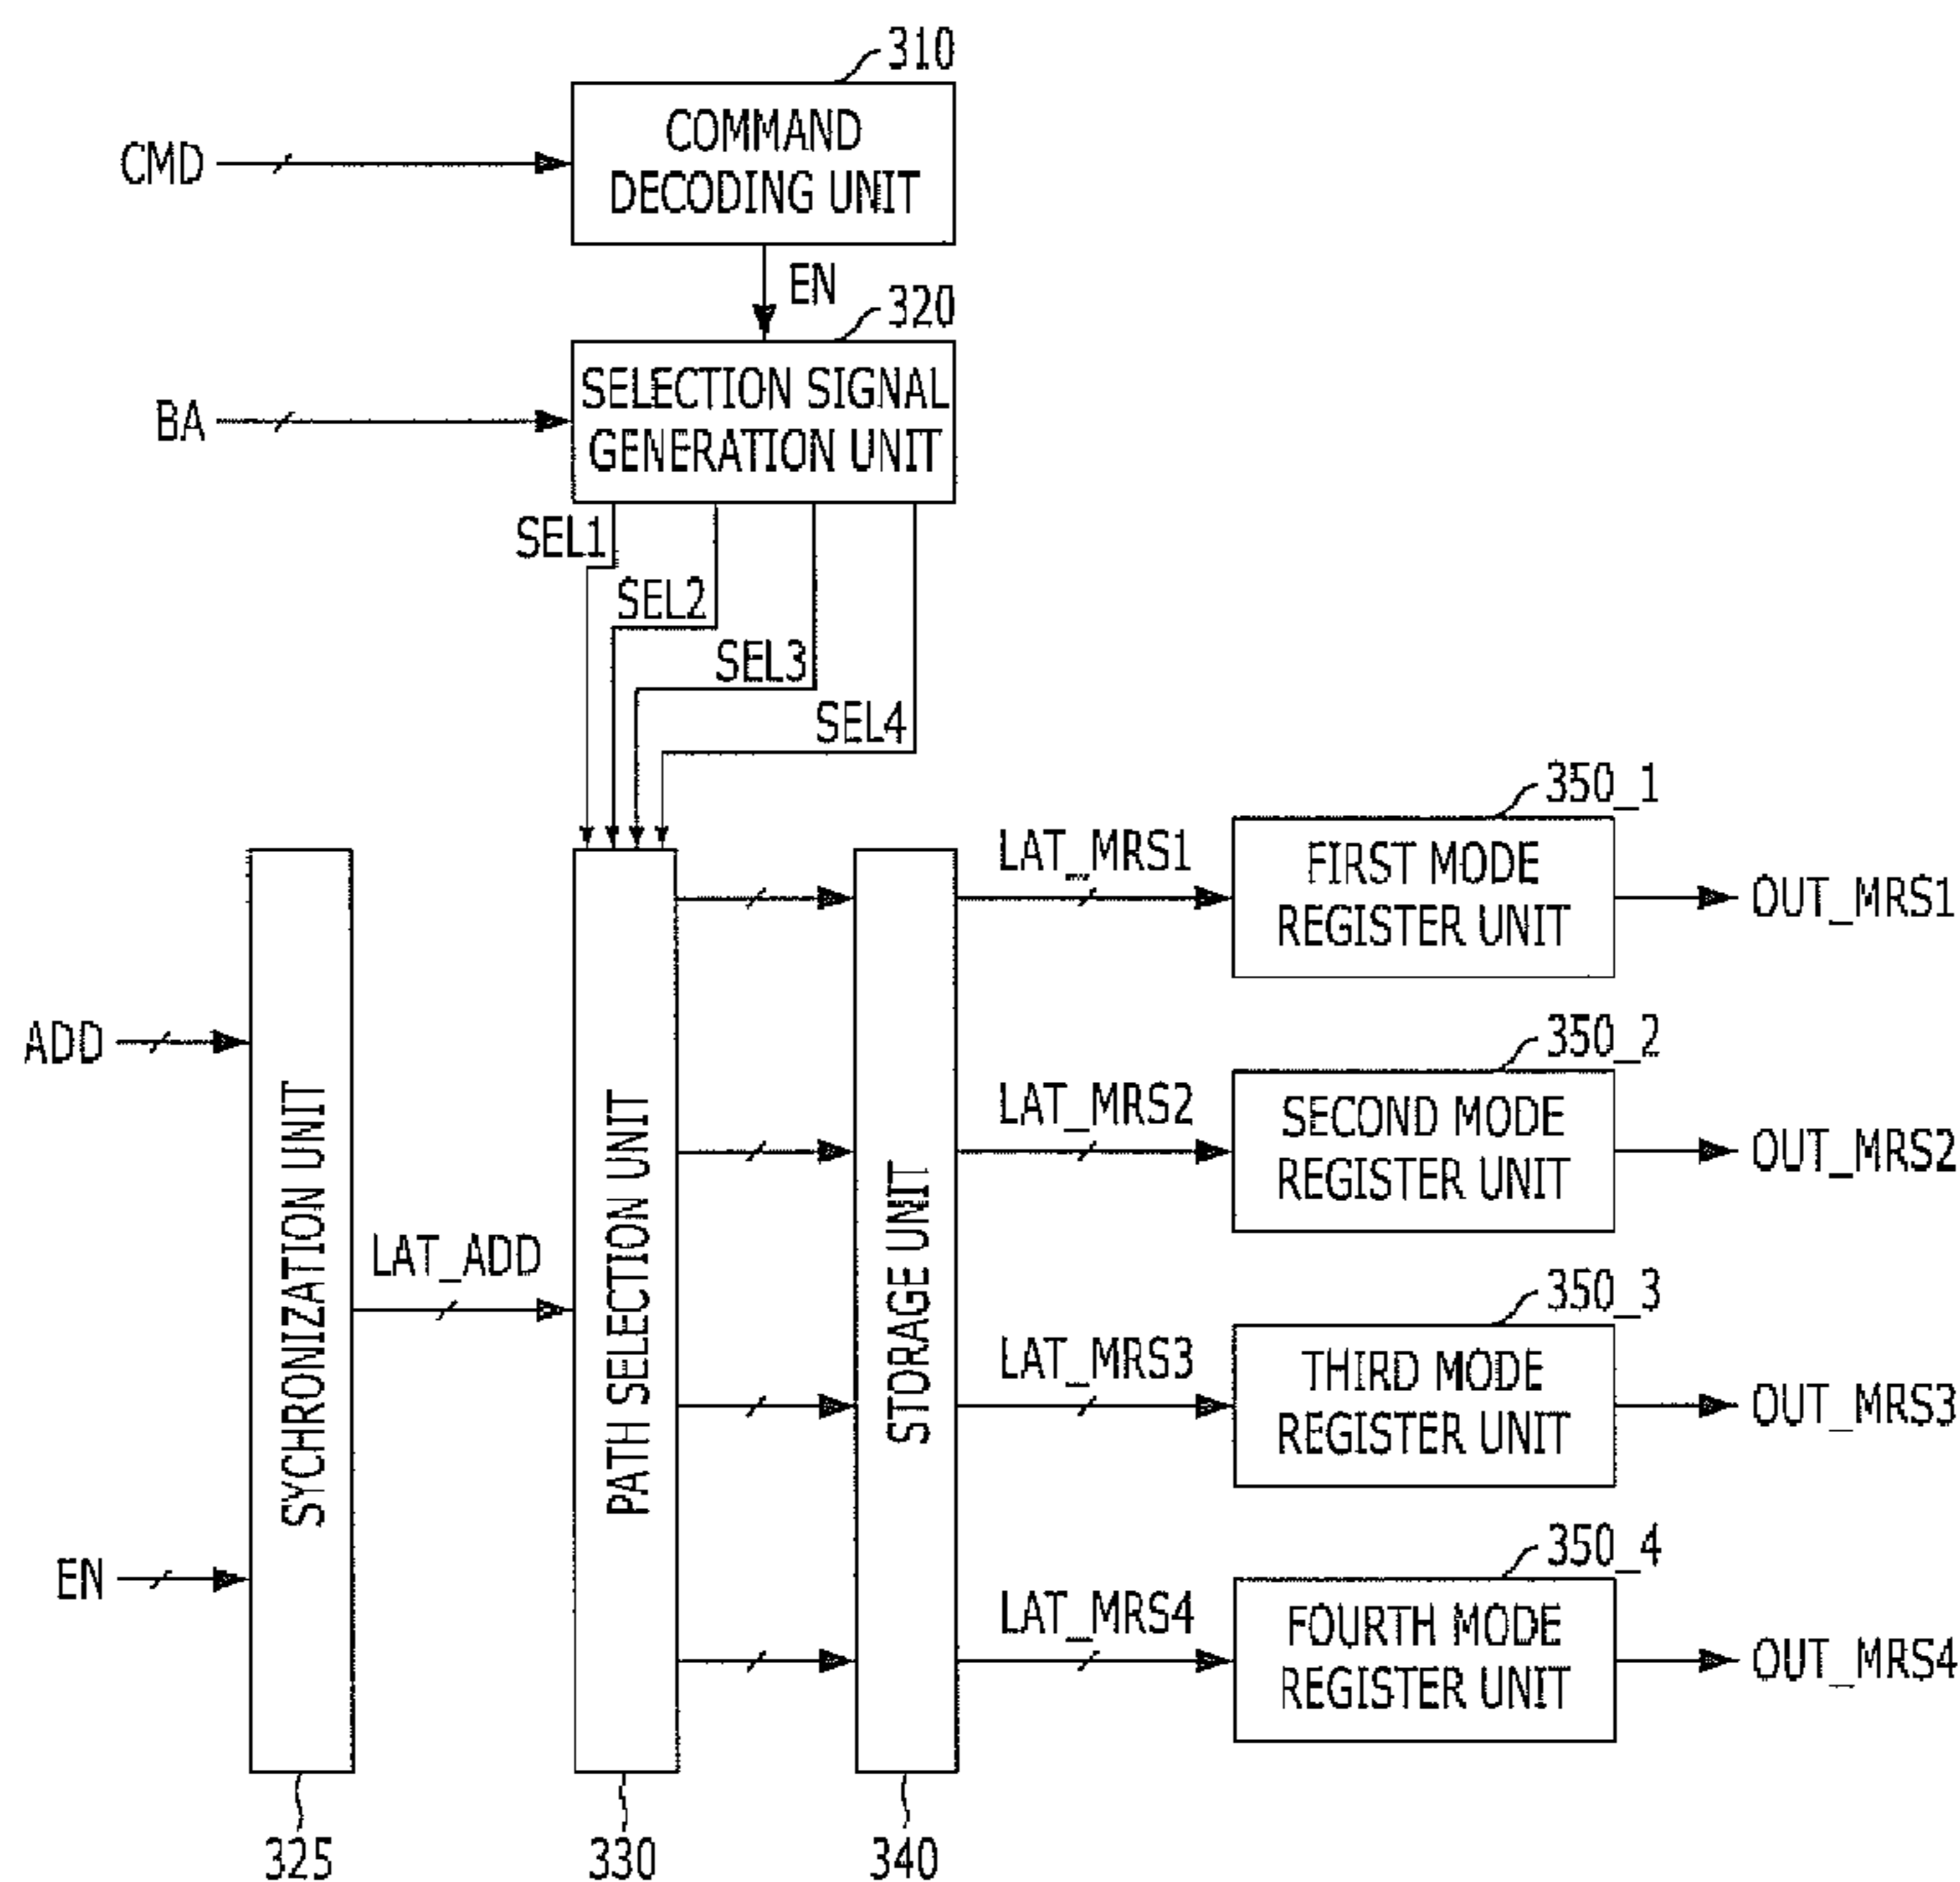 310
COMMAND
DECODING UNIT
CMD
EN
320
SELECTION SIGNAL
GENERATION UNIT
BA
SEL1
SEL2
SEL3
SEL4
ADD
EN
SYCHRONIZATION UNIT
325
LAT_ADD
PATH SELECTION UNIT
330
STORAGE UNIT
340
LAT_MRS1
350_1
FIRST MODE
REGISTER UNIT
OUT_MRS1
LAT_MRS2
350_2
SECOND MODE
REGISTER UNIT
OUT_MRS2
LAT_MRS3
350_3
THIRD MODE
REGISTER UNIT
OUT_MRS3
LAT_MRS4
350_4
FOURTH MODE
REGISTER UNIT
OUT_MRS4